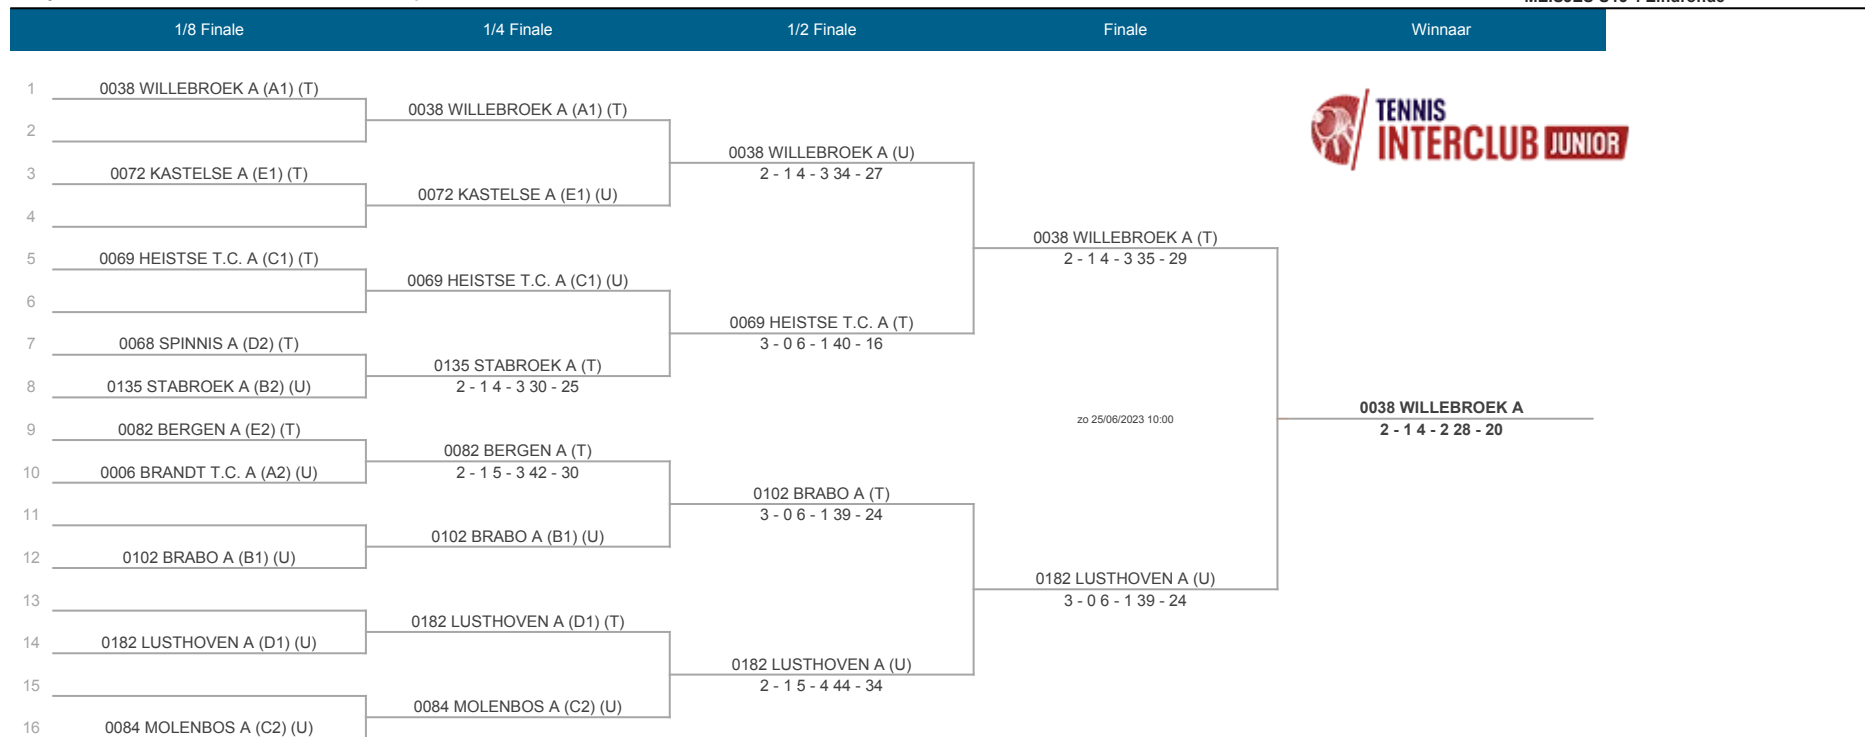 1/8 Finale 1/4 Finale 1/2 Finale Finale Winnaar
TENNIS
INTERCLUB JUNIOR
1 0038 WILLEBROEK A (A1) (T)
0038 WILLEBROEK A (A1) (T)
2
0038 WILLEBROEK A (U)
2 - 1 4 - 3 34 - 27
3 0072 KASTELSE A (E1) (T)
0072 KASTELSE A (E1) (U)
4
0038 WILLEBROEK A (T)
2 - 1 4 - 3 35 - 29
5 0069 HEISTSE T.C. A (C1) (T)
0069 HEISTSE T.C. A (C1) (U)
6
0069 HEISTSE T.C. A (T)
3 - 0 6 - 1 40 - 16
7 0068 SPINNIS A (D2) (T)
0135 STABROEK A (T)
2 - 1 4 - 3 30 - 25
8 0135 STABROEK A (B2) (U)
zo 25/06/2023 10:00
0038 WILLEBROEK A
2 - 1 4 - 2 28 - 20
9 0082 BERGEN A (E2) (T)
0082 BERGEN A (T)
2 - 1 5 - 3 42 - 30
10 0006 BRANDT T.C. A (A2) (U)
0102 BRABO A (T)
3 - 0 6 - 1 39 - 24
11
0102 BRABO A (B1) (U)
12 0102 BRABO A (B1) (U)
0182 LUSTHOVEN A (U)
3 - 0 6 - 1 39 - 24
13
0182 LUSTHOVEN A (D1) (T)
14 0182 LUSTHOVEN A (D1) (U)
0182 LUSTHOVEN A (U)
2 - 1 5 - 4 44 - 34
15
0084 MOLENBOS A (C2) (U)
16 0084 MOLENBOS A (C2) (U)